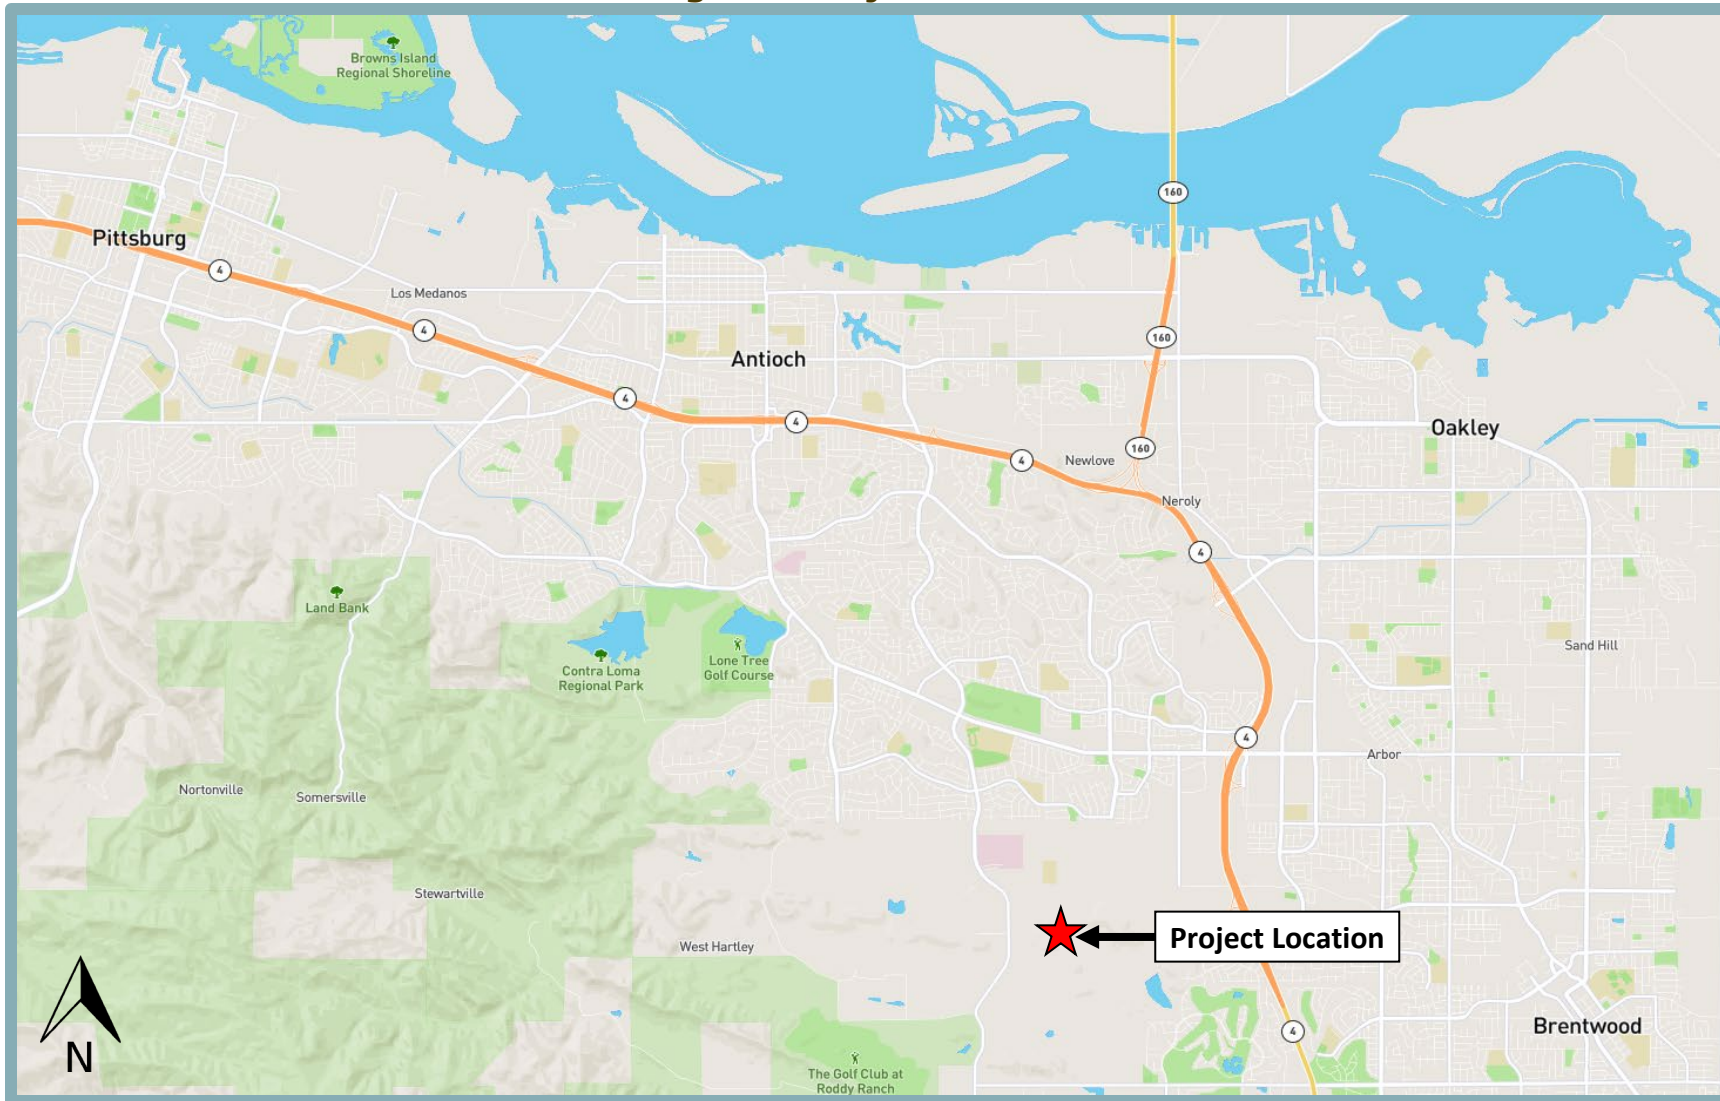 Browns Island
Regional Shoreline
160
Pittsburg
4
Los Medanos
4
160
Antioch
4
4
Oakley
160
4
Newlove
Neroly
4
Land Bank
Sand Hill
Contra Loma
Regional Park
Lone Tree
Golf Course
4
Arbor
Nortonville
Somersville
Stewartville
West Hartley
Project Location
N
4
Brentwood
The Golf Club at
Roddy Ranch